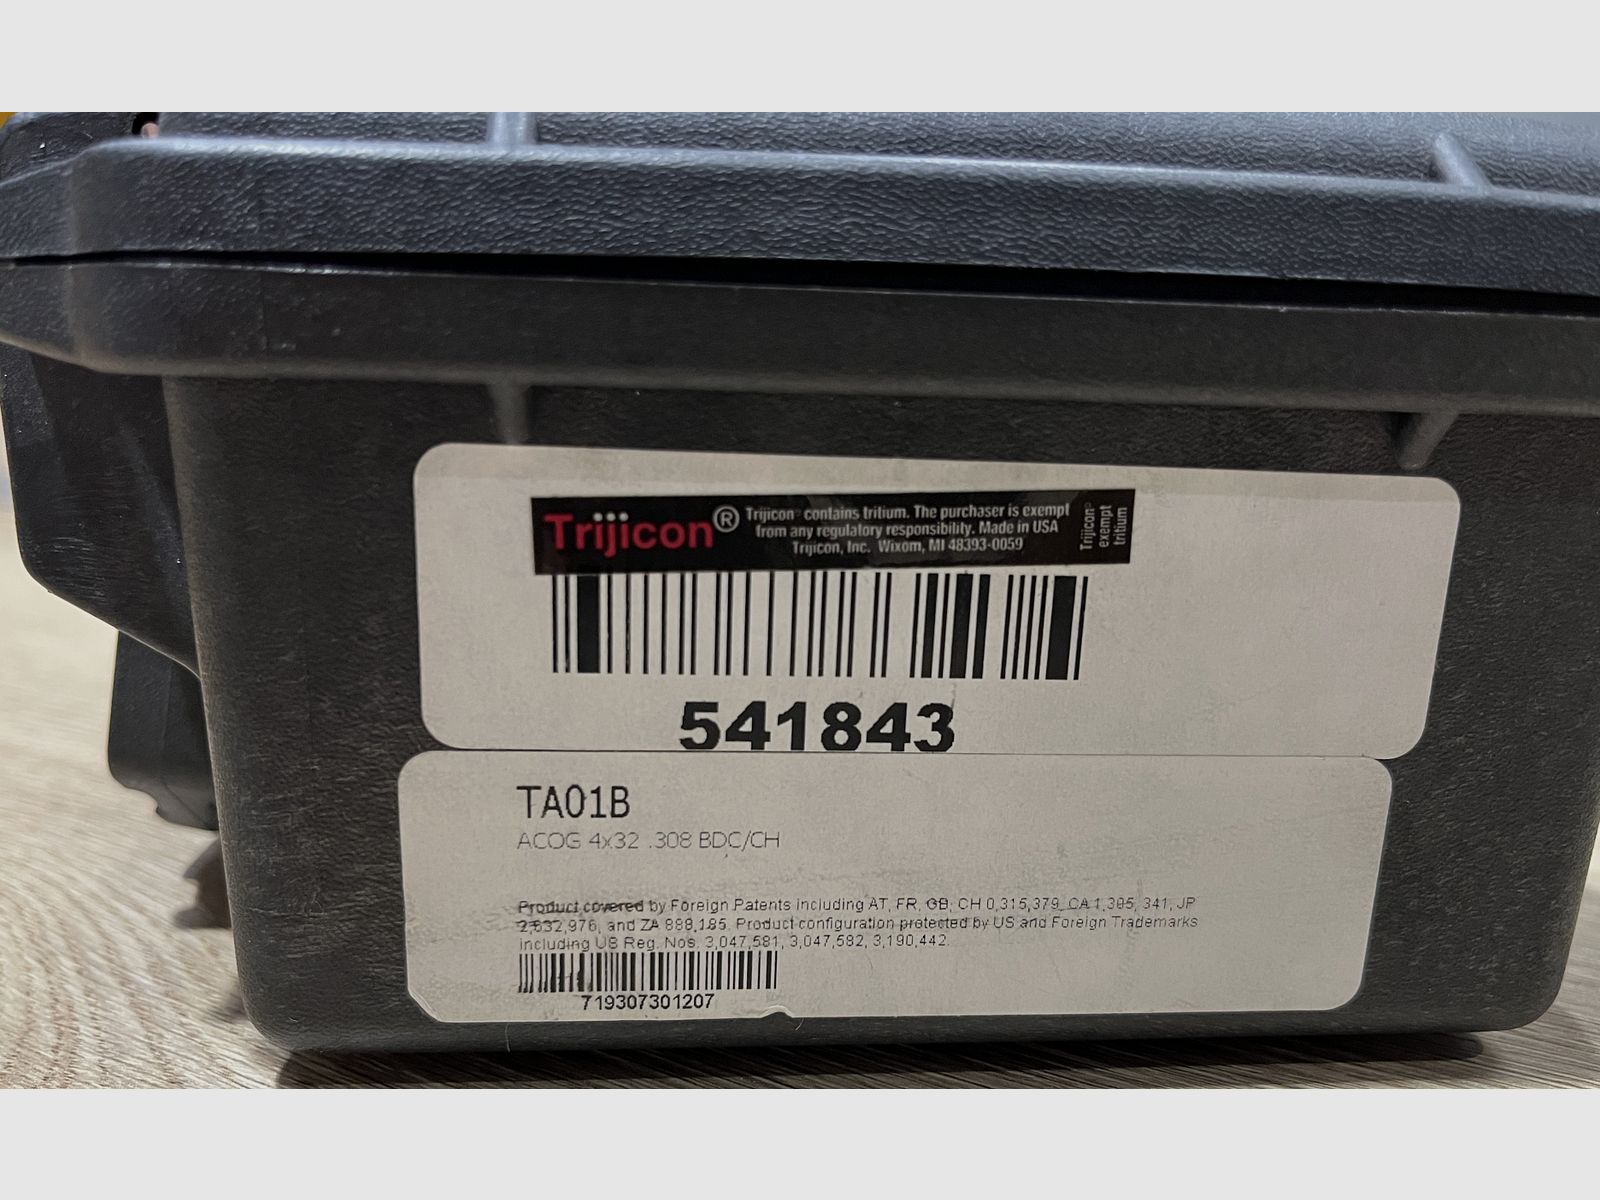 Trijicon®
Trijicon® contains tritium. The purchaser is exempt
from any regulatory responsibility. Made in USA
Trijicon, Inc. Wixom, MI 48393-0059
Trijicon®
exempt
tritium
541843
TA01B
ACOG 4x32 .308 BDC/CH
Product covered by Foreign Patents including AT, FR, GB, CH 0,315,379, CA 1,305, 341, JP
2,632,976, and ZA 888,185. Product configuration protected by US and Foreign Trademarks
including US Reg. Nos. 3,047,581, 3,047,582, 3,190,442.
719307301207